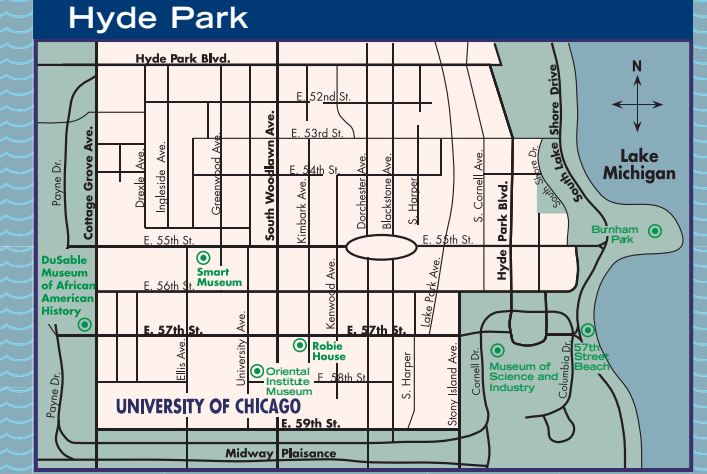 Hyde Park
Hyde Park Blvd.
N
E. 52nd St.
E. 53rd St.
E. 54th St.
Lake
Michigan
Payne Dr.
Cottage Grove Ave.
Drexle Ave.
Ingleside Ave.
Greenwood Ave.
South Woodlawn Ave.
Kimbark Ave.
Dorchester Ave.
Blackstone Ave.
S. Harper
S. Cornell Ave.
Hyde Park Blvd.
South Shore Dr.
South Lake Shore Drive
Burnham
Park
E. 55th St.
E. 55th St.
DuSable
Museum
of African
American
History
Smart
Museum
E. 56th St.
Kenwood Ave.
Lake Park Ave.
E. 57th St.
E. 57th St.
Robie
House
Ellis Ave.
University Ave.
Oriental
Institute
Museum
E. 58th St.
S. Harper
Stony Island Ave.
Cornell Dr.
Museum of
Science and
Industry
Columbia Dr.
57th
Street
Beach
Payne Dr.
UNIVERSITY OF CHICAGO
E. 59th St.
Midway Plaisance